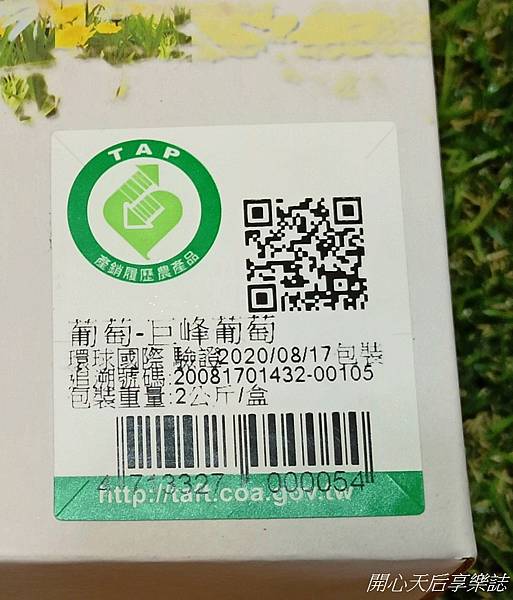 TAP
產銷履歷農產品
葡萄-巨峰葡萄
環球國際 驗證2020/08/17包裝
追溯號碼:20081701432-00105
包裝重量:2公斤/盒
4 713327 000054
http://taft.coa.gov.tw
開心天后享樂誌